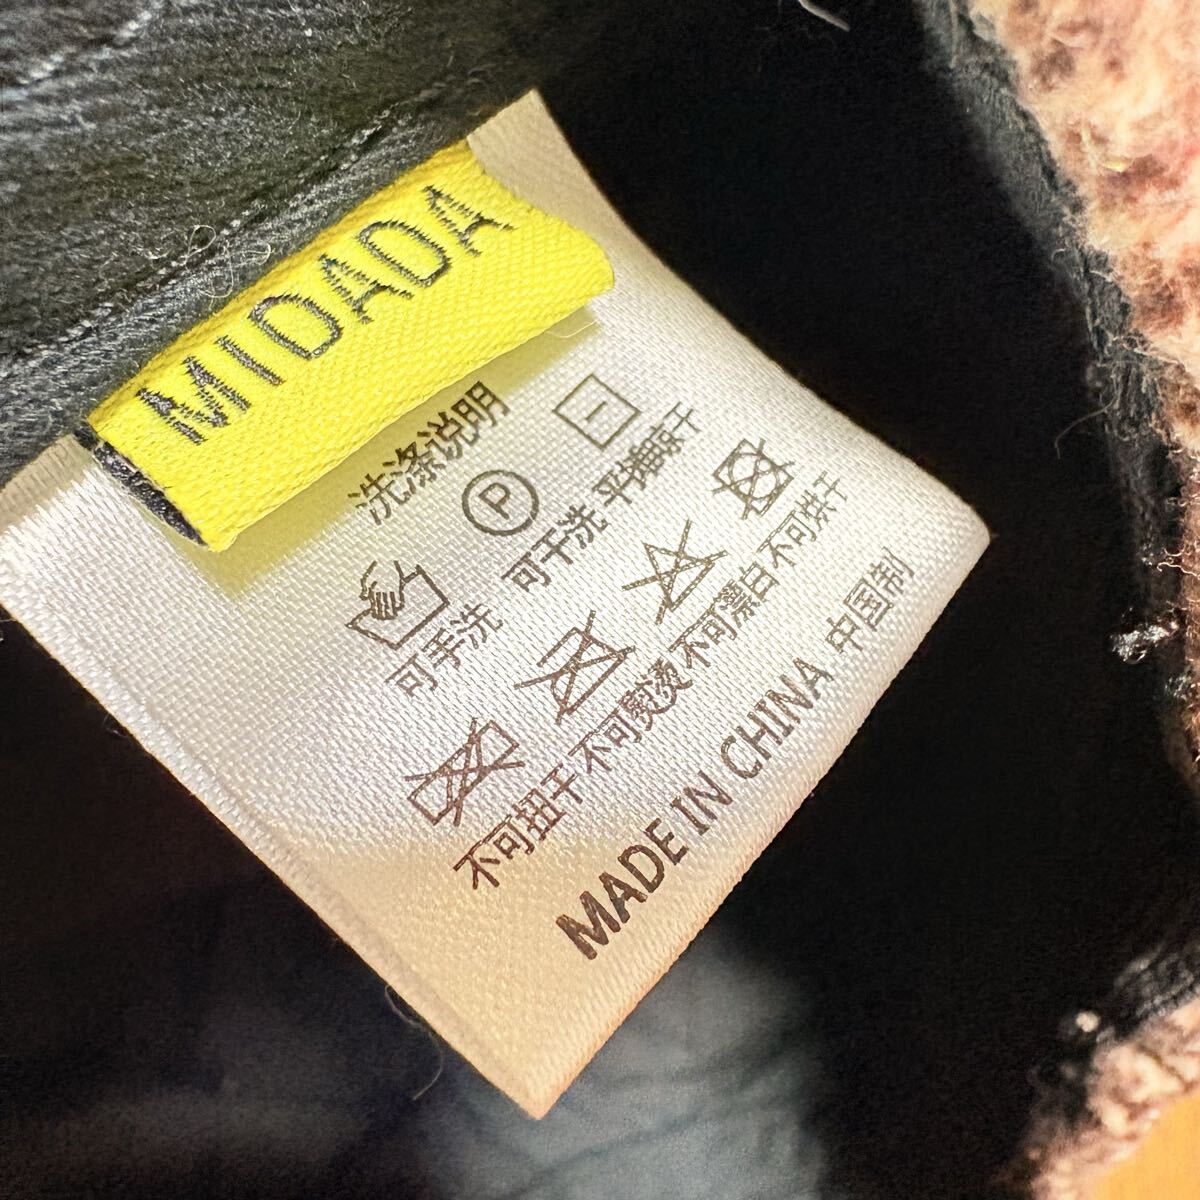 MIDADA
洗涤说明
P
可手洗 可干洗 平摊晾干
不可扭干 不可熨烫 不可漂白 不可烘干
MADE IN CHINA 中国制